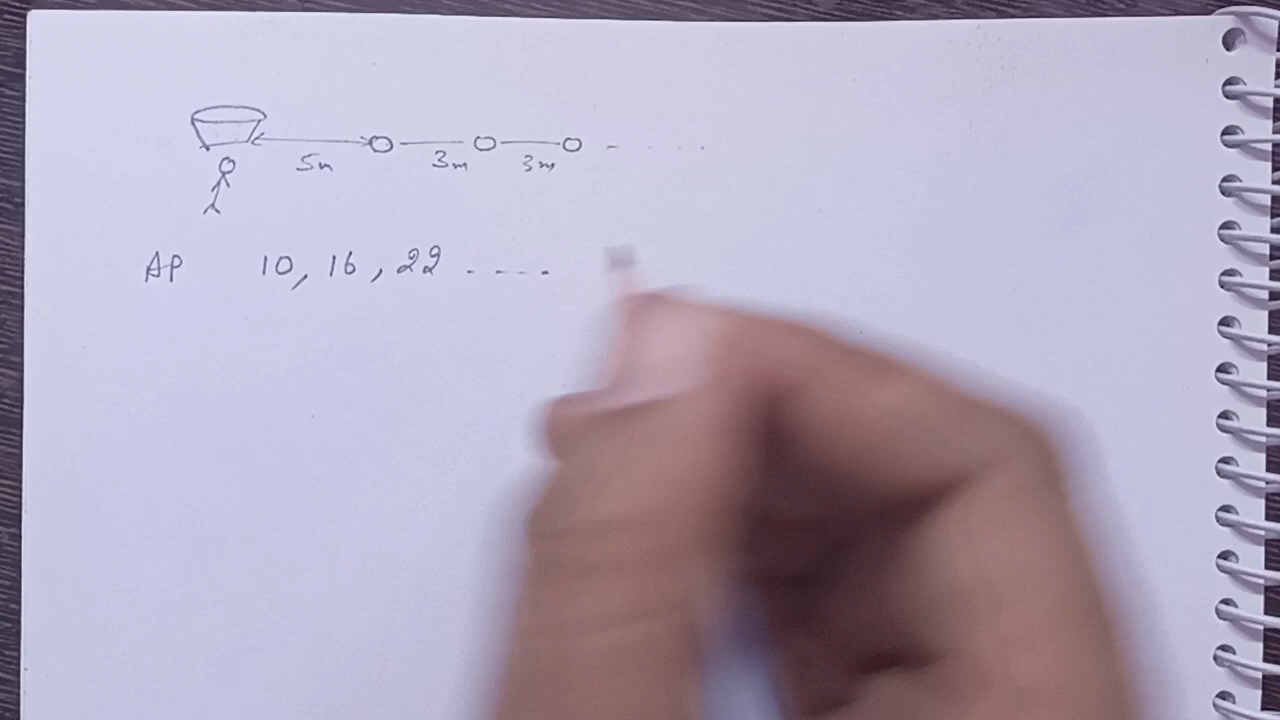 5m 3m 3m - . . . .
AP 10, 16, 22 - - - -